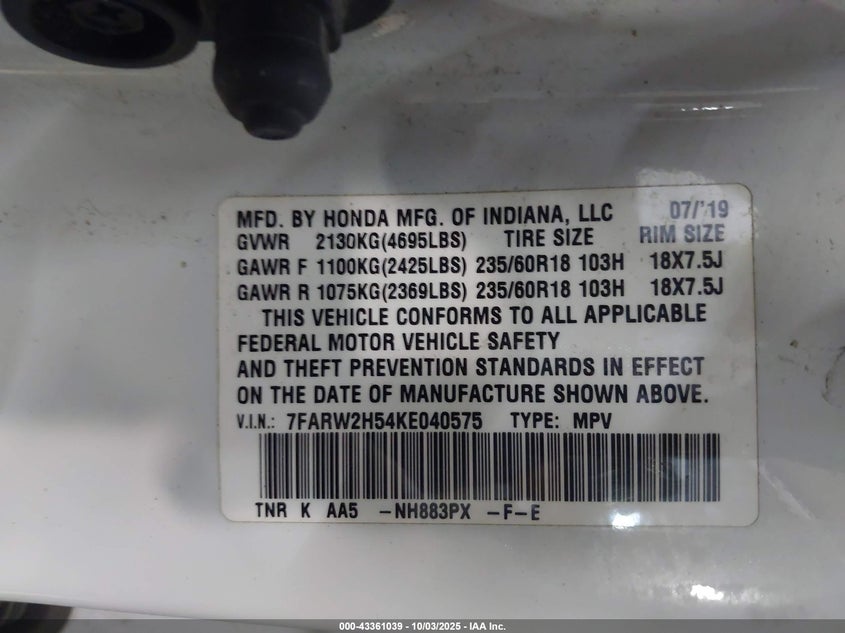 MFD. BY HONDA MFG. OF INDIANA, LLC 07/'19
GVWR 2130KG(4695LBS) TIRE SIZE RIM SIZE
GAWR F 1100KG(2425LBS) 235/60R18 103H 18X7.5J
GAWR R 1075KG(2369LBS) 235/60R18 103H 18X7.5J
THIS VEHICLE CONFORMS TO ALL APPLICABLE
FEDERAL MOTOR VEHICLE SAFETY
AND THEFT PREVENTION STANDARDS IN EFFECT
ON THE DATE OF MANUFACTURE SHOWN ABOVE.
V.I.N.: 7FARW2H54KE040575 TYPE: MPV
TNR K AA5 -NH883PX -F-E
000-43361039 - 10/03/2025 - IAA Inc.